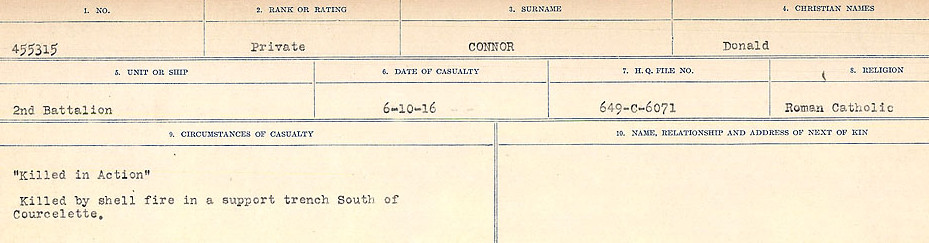 1. NO. 2. RANK OR RATING 3. SURNAME 4. CHRISTIAN NAMES
455315 Private CONNOR Donald
5. UNIT OR SHIP 6. DATE OF CASUALTY 7. H.Q. FILE NO. 8. RELIGION
2nd Battalion 6-10-16 649-C-6071 Roman Catholic
9. CIRCUMSTANCES OF CASUALTY 10. NAME, RELATIONSHIP AND ADDRESS OF NEXT OF KIN
"Killed in Action"
Killed by shell fire in a support trench South of
Courcelette.